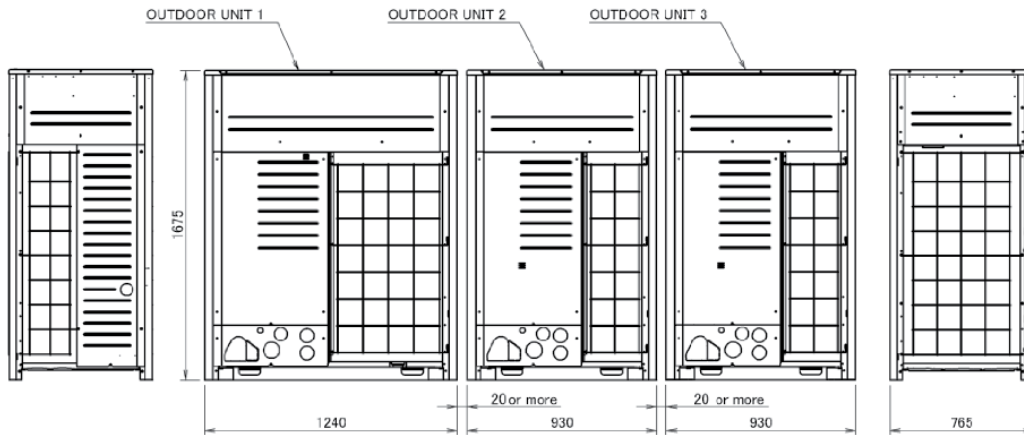 OUTDOOR UNIT 1
OUTDOOR UNIT 2
OUTDOOR UNIT 3
1675
20 or more
20 or more
1240
930
930
765